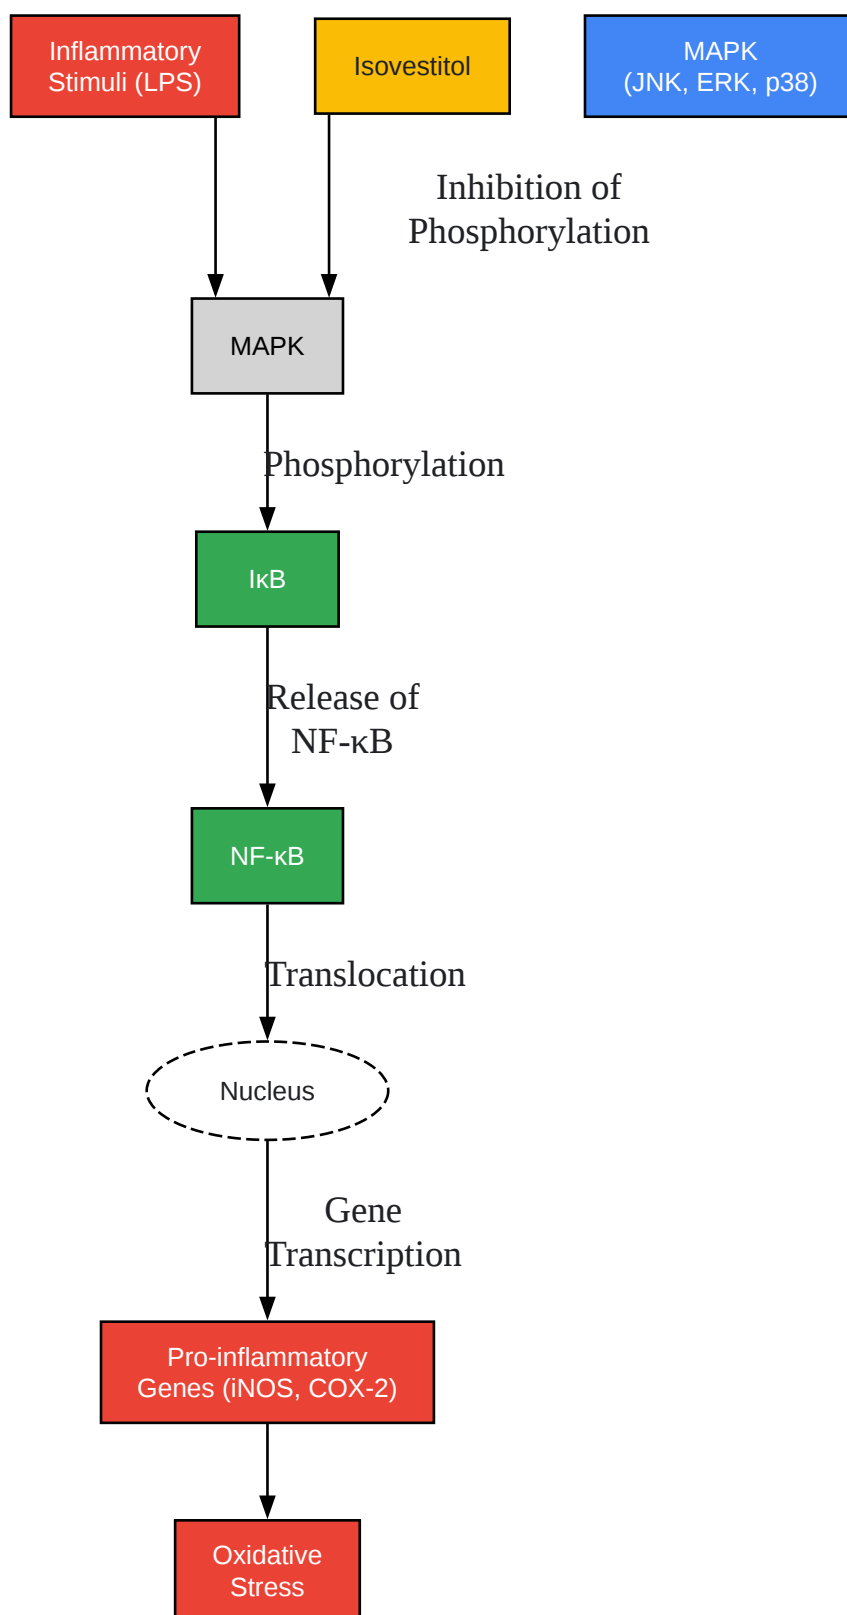 Inflammatory
Stimuli (LPS)
Isovestitol
MAPK
(JNK, ERK, p38)
Inhibition of
Phosphorylation
MAPK
Phosphorylation
IκB
Release of
NF-κB
NF-κB
Translocation
Nucleus
Gene
Transcription
Pro-inflammatory
Genes (iNOS, COX-2)
Oxidative
Stress